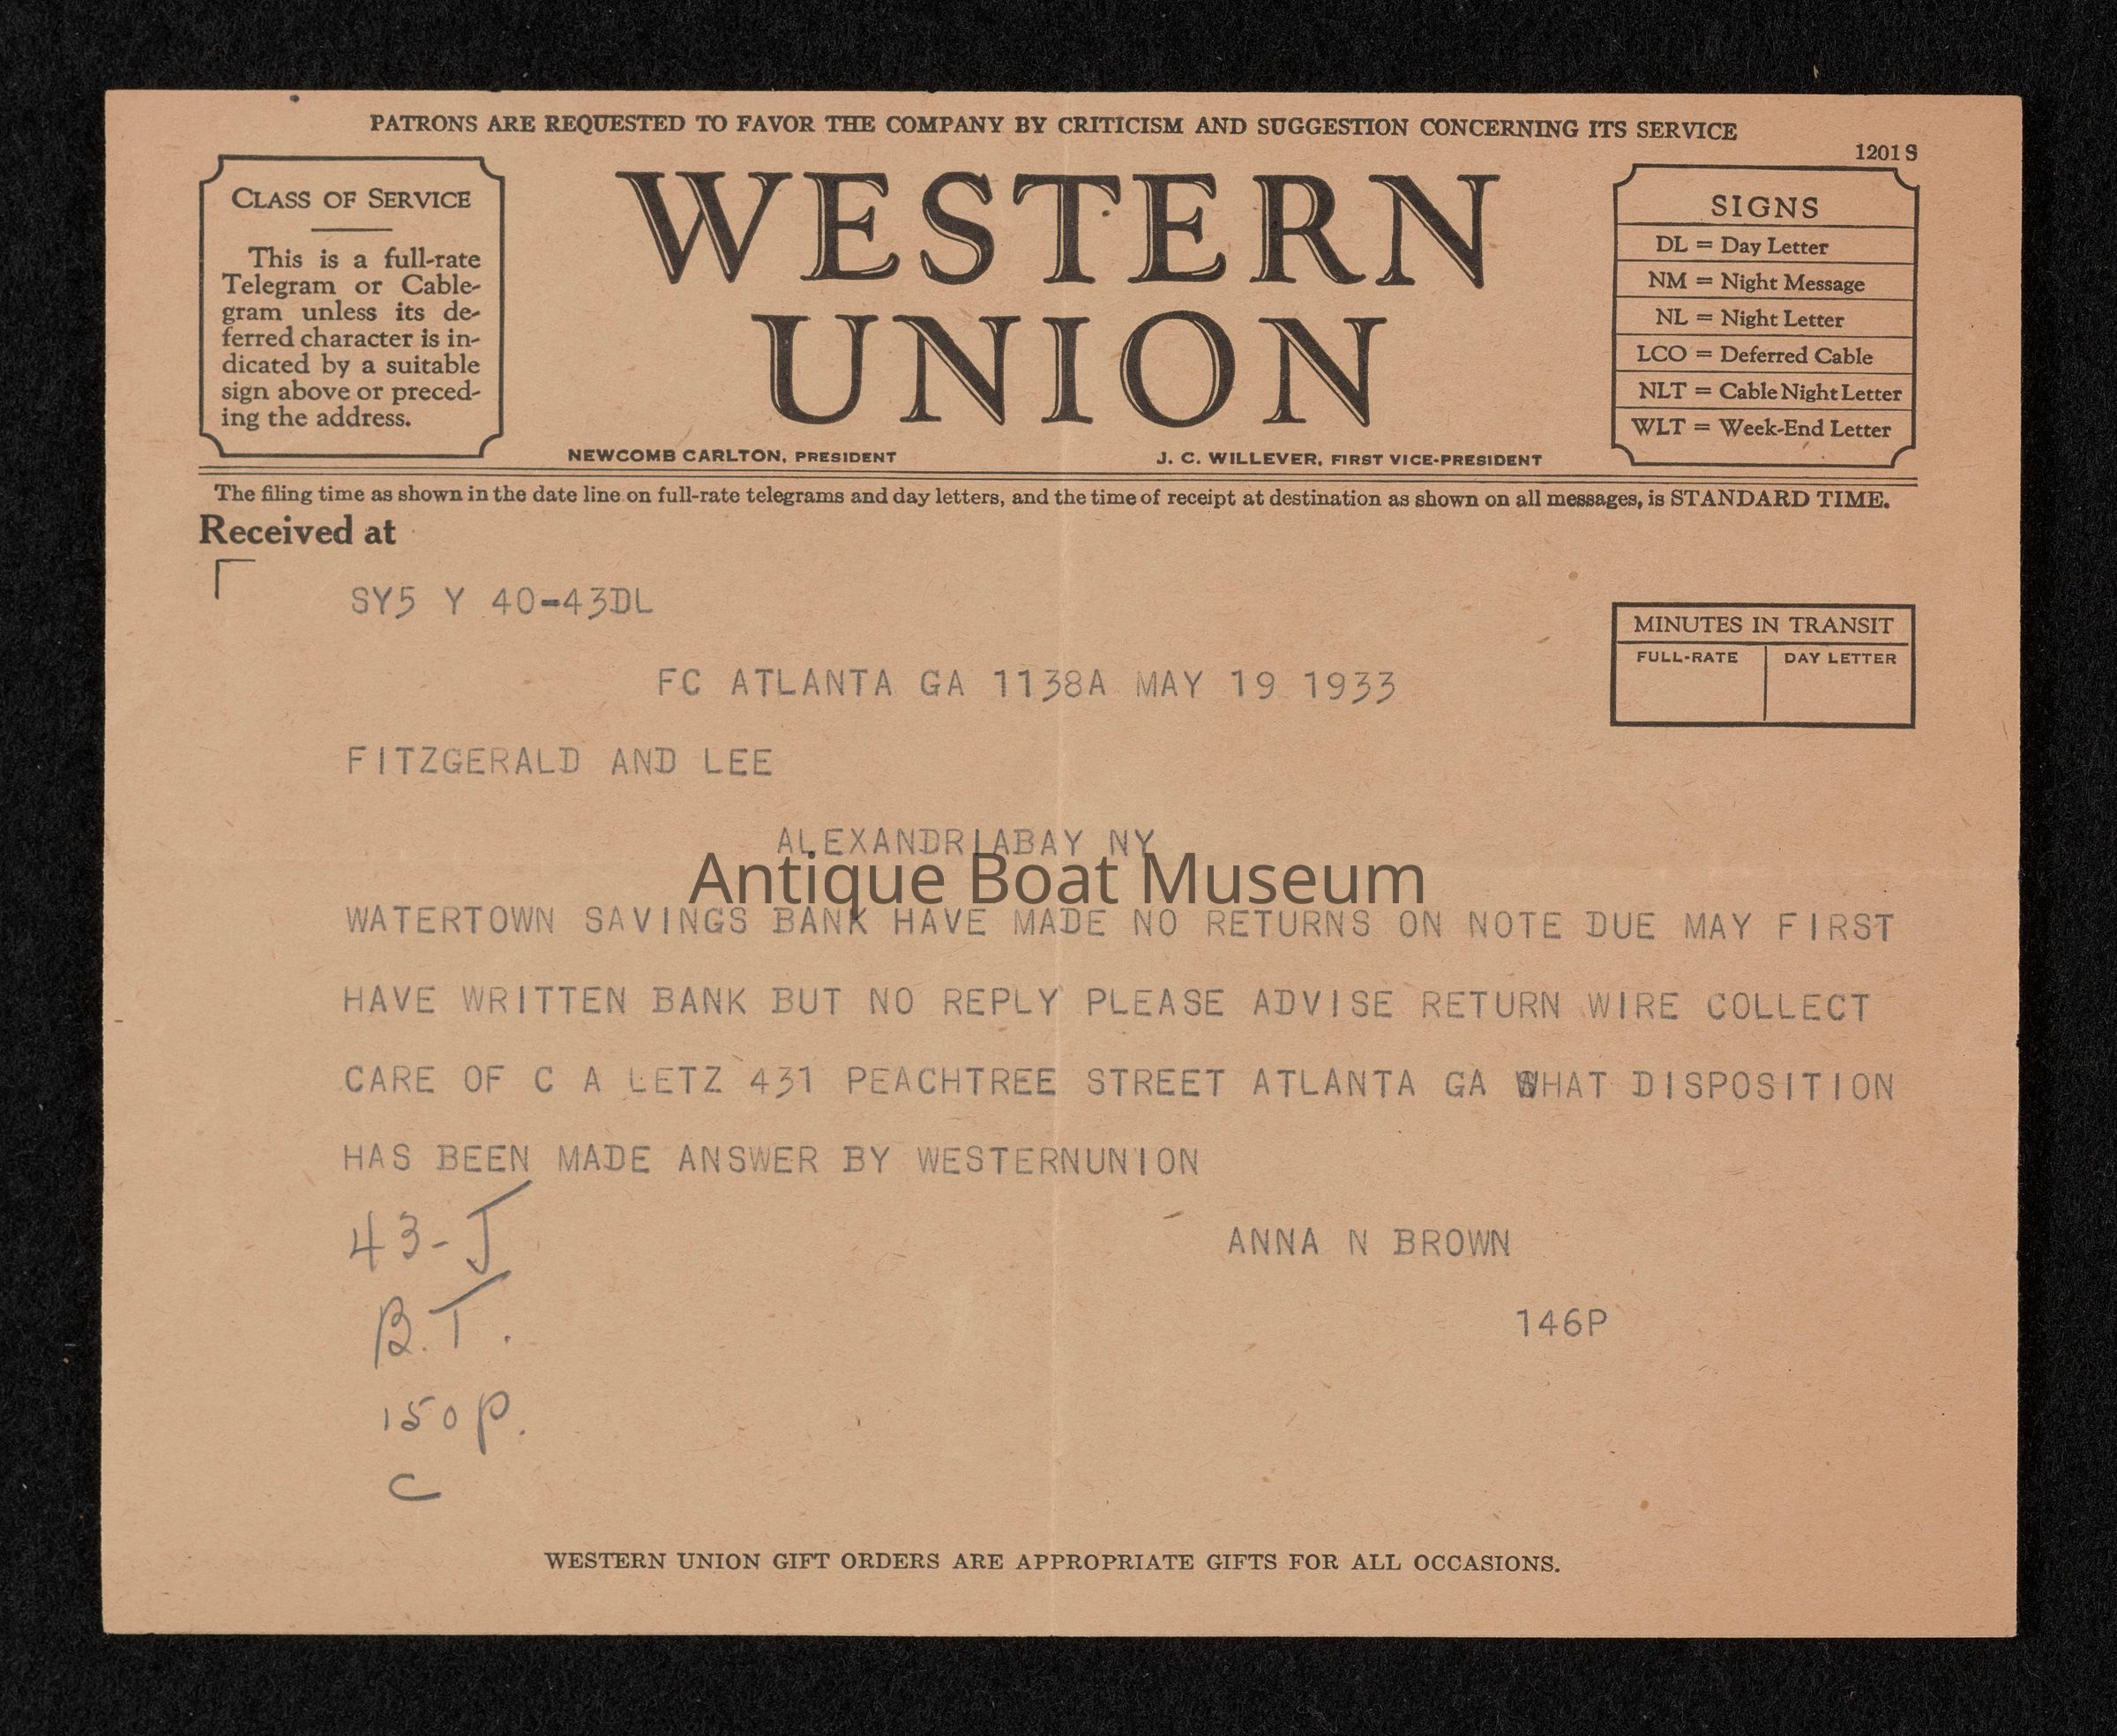 PATRONS ARE REQUESTED TO FAVOR THE COMPANY BY CRITICISM AND SUGGESTION CONCERNING ITS SERVICE
1201 S
CLASS OF SERVICE
This is a full-rate
Telegram or Cable-
gram unless its de-
ferred character is in-
dicated by a suitable
sign above or preced-
ing the address.
WESTERN
UNION
NEWCOMB CARLTON, PRESIDENT
J. C. WILLEVER, FIRST VICE-PRESIDENT
SIGNS
DL = Day Letter
NM = Night Message
NL = Night Letter
LCO = Deferred Cable
NLT = Cable Night Letter
WLT = Week-End Letter
The filing time as shown in the date line on full-rate telegrams and day letters, and the time of receipt at destination as shown on all messages, is STANDARD TIME.
Received at
SY5 Y 40-43DL
MINUTES IN TRANSIT
FULL-RATE
DAY LETTER
FC ATLANTA GA 1138A MAY 19 1933
FITZGERALD AND LEE
ALEXANDRIABAY NY
Antique Boat Museum
WATERTOWN SAVINGS BANK HAVE MADE NO RETURNS ON NOTE DUE MAY FIRST
HAVE WRITTEN BANK BUT NO REPLY PLEASE ADVISE RETURN WIRE COLLECT
CARE OF C A LETZ 431 PEACHTREE STREET ATLANTA GA WHAT DISPOSITION
HAS BEEN MADE ANSWER BY WESTERNUNION
ANNA N BROWN
146P
43-J
B.T.
150 P.
C
WESTERN UNION GIFT ORDERS ARE APPROPRIATE GIFTS FOR ALL OCCASIONS.